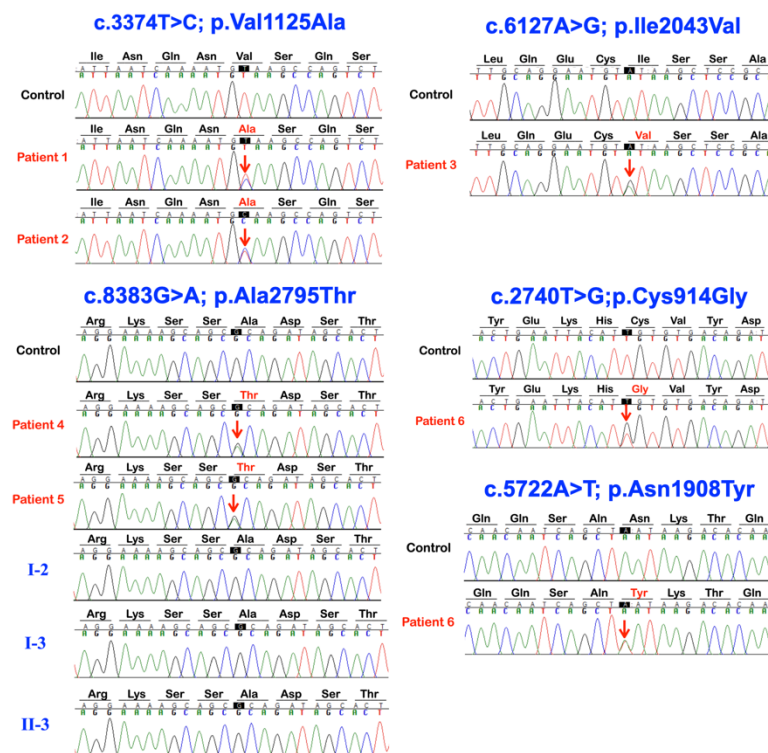 c.3374T>C; p.Val1125Ala
Ile Asn Gln Asn Val Ser Gln Ser
A T T A A T C A A A A T G T A A G C C A G T C T
A T T A A T C A A A A T G T A A G C C A G T C T
Control
Ile Asn Gln Asn Ala Ser Gln Ser
A T T A A T C A A A A T G T A A G C C A G T C T
A T T A A T C A A A A T G T A A G C C A G T C T
Patient 1
Ile Asn Gln Asn Ala Ser Gln Ser
A T T A A T C A A A A T G C A A G C C A G T C T
A T T A A T C A A A A T G C A A G C C A G T C T
Patient 2
c.6127A>G; p.Ile2043Val
Leu Gln Glu Cys Ile Ser Ser Ala
T T G C A G G A A T G T A T A A G C T C C G C
T T G C A G G A A T G T A T A A G C T C C G C
Control
Leu Gln Glu Cys Val Ser Ser Ala
T T G C A G G A A T G T A T A A G C T C C G C
T T G C A G G A A T G T A T A A G C T C C G C
Patient 3
c.8383G>A; p.Ala2795Thr
Arg Lys Ser Ser Ala Asp Ser Thr
A G G A A A A G C A G C G C A G A T A G C A C T
A G G A A A A G C A G C G C A G A T A G C A C T
Control
Arg Lys Ser Ser Thr Asp Ser Thr
A G G A A A A G C A G C G C A G A T A G C A C T
A G G A A A A G C A G C G C A G A T A G C A C T
Patient 4
Arg Lys Ser Ser Thr Asp Ser Thr
A G G A A A A G C A G C G C A G A T A G C A C T
A G G A A A A G C A G C G C A G A T A G C A C T
Patient 5
Arg Lys Ser Ser Ala Asp Ser Thr
A G G A A A A G C A G C G C A G A T A G C A C T
A G G A A A A G C A G C G C A G A T A G C A C T
I-2
Arg Lys Ser Ser Ala Asp Ser Thr
A G G A A A A G C A G C G C A G A T A G C A C T
A G G A A A A G C A G C G C A G A T A G C A C T
I-3
Arg Lys Ser Ser Ala Asp Ser Thr
A G G A A A A G C A G C G C A G A T A G C A C T
A G G A A A A G C A G C G C A G A T A G C A C T
II-3
c.2740T>G;p.Cys914Gly
Tyr Glu Lys His Cys Val Tyr Asp
A C T G A A T T A C A T T G T G T G A C A G A T
A C T G A A T T A C A T T G T G T G A C A G A T
Control
Tyr Glu Lys His Gly Val Tyr Asp
A C T G A A T T A C A T T G T G T G A C A G A T
A C T G A A T T A C A T T G T G T G A C A G A T
Patient 6
c.5722A>T; p.Asn1908Tyr
Gln Gln Ser Aln Asn Lys Thr Gln
C A A C A A T C A G C T A A T A A G A C A C A A
C A A C A A T C A G C T A A T A A G A C A C A A
Control
Gln Gln Ser Aln Tyr Lys Thr Gln
C A A C A A T C A G C T A A T A A G A C A C A A
C A A C A A T C A G C T A A T A A G A C A C A A
Patient 6